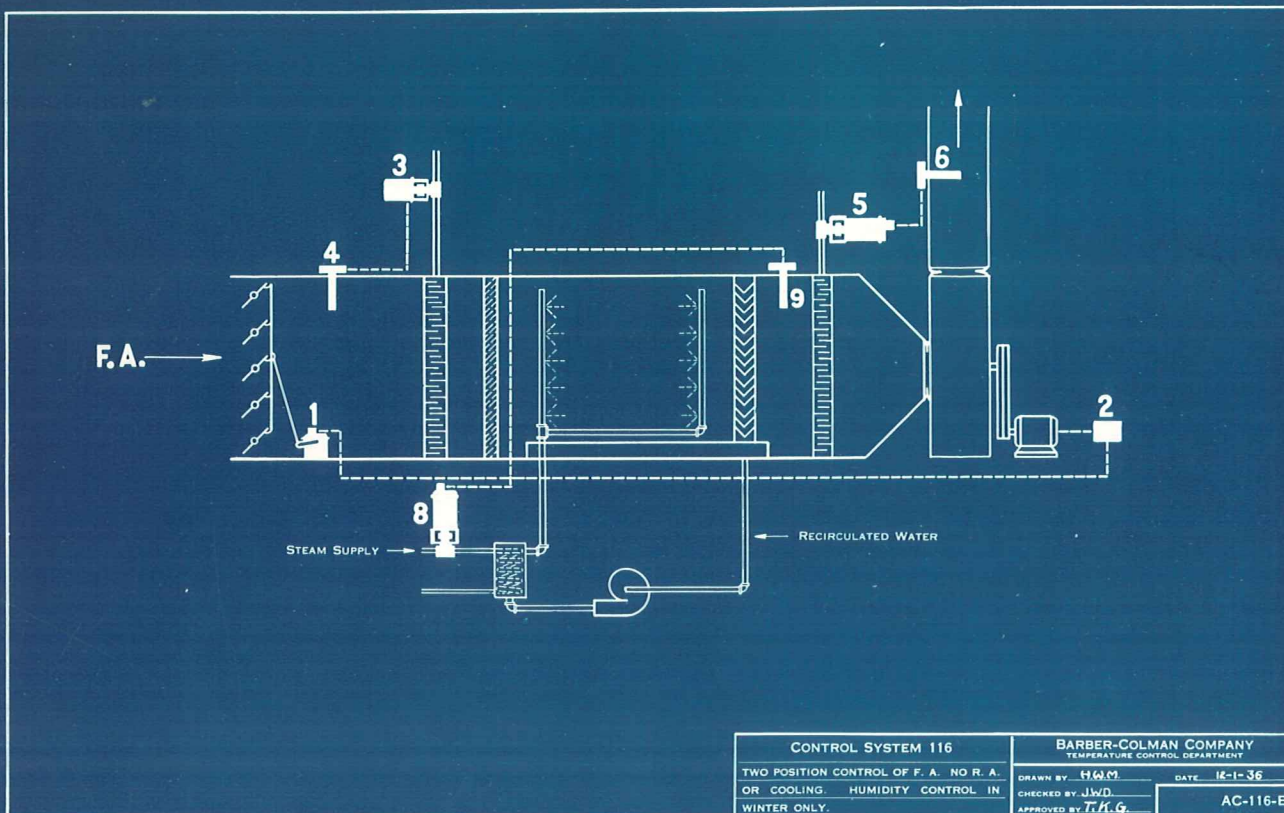 3
6
5
4
9
F.A.
1
2
8
STEAM SUPPLY
RECIRCULATED WATER
CONTROL SYSTEM 116
TWO POSITION CONTROL OF F. A. NO R. A.
OR COOLING. HUMIDITY CONTROL IN
WINTER ONLY.
BARBER-COLMAN COMPANY
TEMPERATURE CONTROL DEPARTMENT
DRAWN BY H.W.M. DATE 12-1-36
CHECKED BY J.W.D.
APPROVED BY T.K.G.
AC-116-E